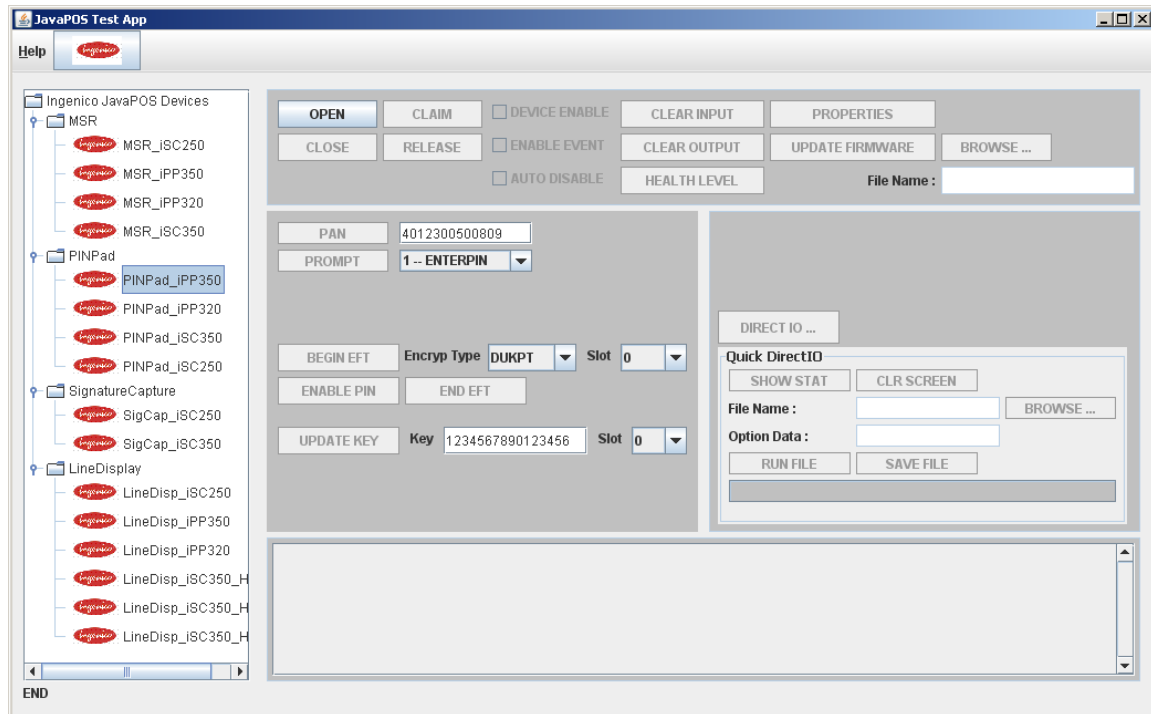 JavaPOS Test App
Help
Ingenico JavaPOS Devices
MSR
MSR_iSC250
MSR_iPP350
MSR_iPP320
MSR_iSC350
PINPad
PINPad_iPP350
PINPad_iPP320
PINPad_iSC350
PINPad_iSC250
SignatureCapture
SigCap_iSC250
SigCap_iSC350
LineDisplay
LineDisp_iSC250
LineDisp_iPP350
LineDisp_iPP320
LineDisp_iSC350_H
LineDisp_iSC350_H
LineDisp_iSC350_H
END
OPEN CLAIM DEVICE ENABLE CLEAR INPUT PROPERTIES
CLOSE RELEASE ENABLE EVENT CLEAR OUTPUT UPDATE FIRMWARE BROWSE ...
AUTO DISABLE HEALTH LEVEL File Name :
PAN 4012300500809
PROMPT 1 -- ENTERPIN
BEGIN EFT Encryp Type DUKPT Slot 0
ENABLE PIN END EFT
UPDATE KEY Key 1234567890123456 Slot 0
DIRECT IO ...
Quick DirectIO
SHOW STAT CLR SCREEN
File Name : BROWSE ...
Option Data :
RUN FILE SAVE FILE